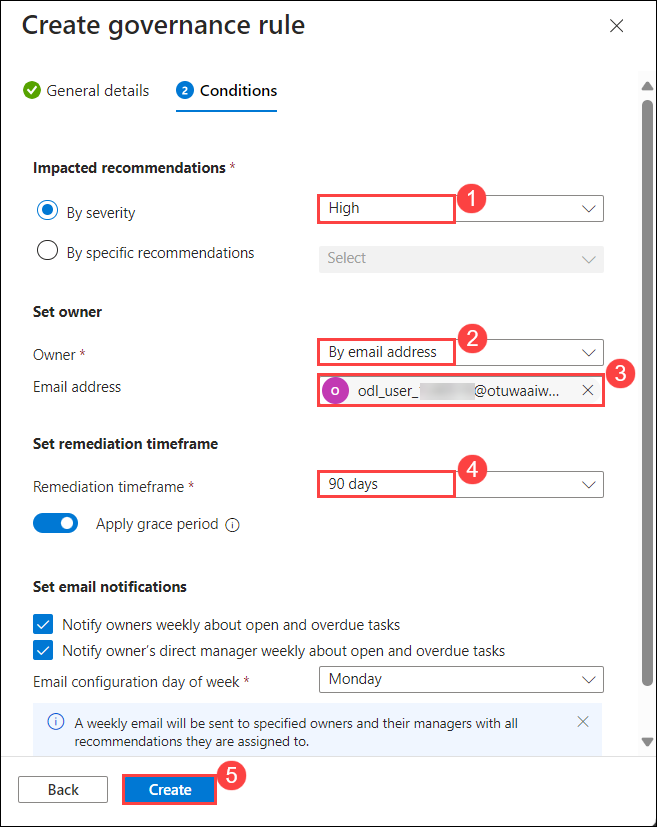 Create governance rule
General details 2 Conditions
Impacted recommendations *
By severity High 1
By specific recommendations Select
Set owner
Owner * By email address 2
Email address o odl_user_ @otuwaaiw... 3
Set remediation timeframe
Remediation timeframe * 90 days 4
Apply grace period
Set email notifications
Notify owners weekly about open and overdue tasks
Notify owner's direct manager weekly about open and overdue tasks
Email configuration day of week * Monday
A weekly email will be sent to specified owners and their managers with all
recommendations they are assigned to.
Back Create 5